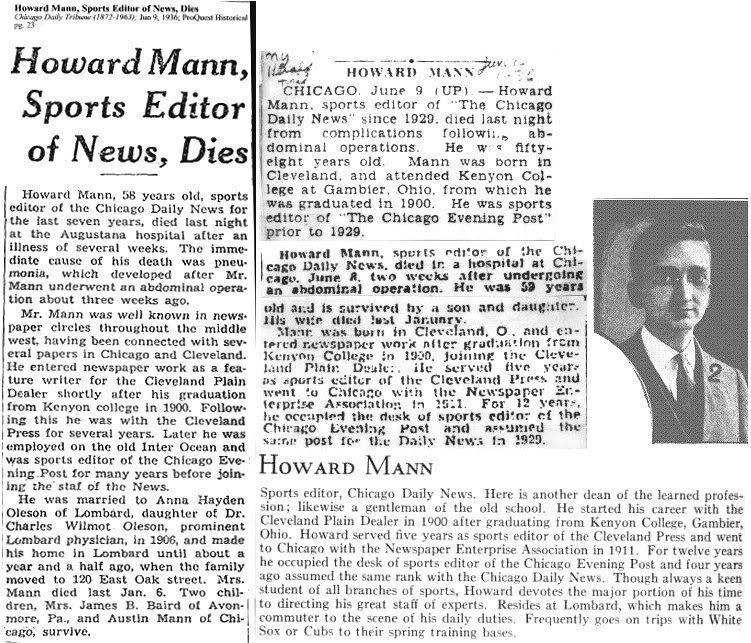 Howard Mann, Sports Editor of News, Dies
Chicago Daily Tribune (1872-1963); Jun 9, 1936; ProQuest Historical
pg. 23
Howard Mann,
Sports Editor
of News, Dies
Howard Mann, 58 years old, sports
editor of the Chicago Daily News for
the last seven years, died last night
at the Augustana hospital after an
illness of several weeks. The imme-
diate cause of his death was pneu-
monia, which developed after Mr.
Mann underwent an abdominal opera-
tion about three weeks ago.
Mr. Mann was well known in news-
paper circles throughout the middle
west, having been connected with sev-
eral papers in Chicago and Cleveland.
He entered newspaper work as a fea-
ture writer for the Cleveland Plain
Dealer shortly after his graduation
from Kenyon college in 1900. Follow-
ing this he was with the Cleveland
Press for several years. Later he was
employed on the old Inter Ocean and
was sports editor of the Chicago Eve-
ning Post for many years before join-
ing the staf of the News.
He was married to Anna Hayden
Oleson of Lombard, daughter of Dr.
Charles Wilmot Oleson, prominent
Lombard physician, in 1906, and made
his home in Lombard until about a
year and a half ago, when the family
moved to 120 East Oak street. Mrs.
Mann died last Jan. 6. Two chil-
dren, Mrs. James B. Baird of Avon-
more, Pa., and Austin Mann of Chi-
cago, survive.
HOWARD MANN
CHICAGO, June 9 (UP) — Howard
Mann, sports editor of "The Chicago
Daily News" since 1929, died last night
from complications following ab-
dominal operations. He was fifty-
eight years old. Mann was born in
Cleveland, and attended Kenyon Col-
lege at Gambier, Ohio, from which he
was graduated in 1900. He was sports
editor of "The Chicago Evening Post"
prior to 1929.
Howard Mann, sports editor of the Chi-
cago Daily News, died in a hospital at Chi-
cago, June 8, two weeks after undergoing
an abdominal operation. He was 59 years
old and is survived by a son and daughter.
His wife died last January.
Mann was born in Cleveland, O., and en-
tered newspaper work after graduation from
Kenyon College in 1900, joining the Cleve-
land Plain Dealer. He served five years
as sports editor of the Cleveland Press and
went to Chicago with the Newspaper En-
terprise Association in 1911. For 12 years,
he occupied the desk of sports editor of the
Chicago Evening Post and assumed the
same post for the Daily News in 1929.
2
HOWARD MANN
Sports editor, Chicago Daily News. Here is another dean of the learned profes-
sion; likewise a gentleman of the old school. He started his career with the
Cleveland Plain Dealer in 1900 after graduating from Kenyon College, Gambier,
Ohio. Howard served five years as sports editor of the Cleveland Press and went
to Chicago with the Newspaper Enterprise Association in 1911. For twelve years
he occupied the desk of sports editor of the Chicago Evening Post and four years
ago assumed the same rank with the Chicago Daily News. Though always a keen
student of all branches of sports, Howard devotes the major portion of his time
to directing his great staff of experts. Resides at Lombard, which makes him a
commuter to the scene of his daily duties. Frequently goes on trips with White
Sox or Cubs to their spring training bases.